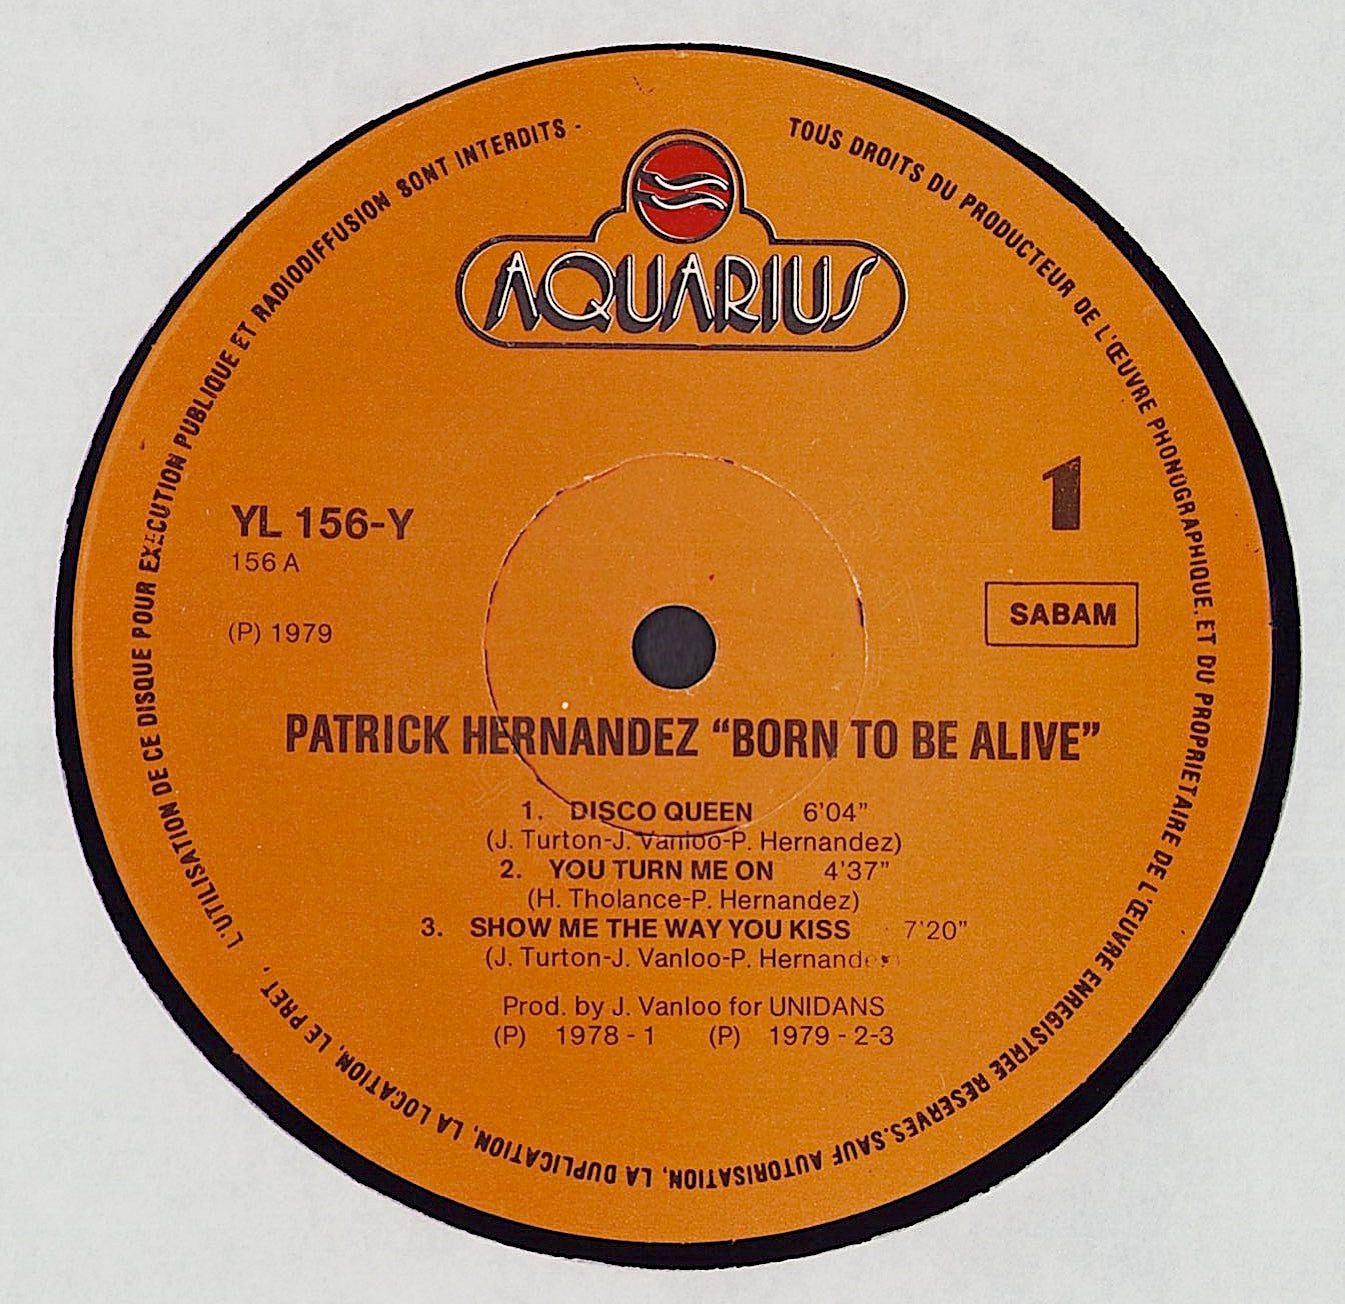 TOUS DROITS DU PRODUCTEUR DE L'ŒUVRE PHONOGRAPHIQUE ET DU PROPRIETAIRE DE L'ŒUVRE ENREGISTREE RESERVES. SAUF AUTORISATION, LA DUPLICATION, LA LOCATION, LE PRET, L'UTILISATION DE CE DISQUE POUR EXECUTION PUBLIQUE ET RADIODIFFUSION SONT INTERDITS -
AQUARIUS
1
YL 156-Y
156 A
SABAM
(P) 1979
PATRICK HERNANDEZ “BORN TO BE ALIVE”
1. DISCO QUEEN 6'04”
(J. Turton-J. Vanloo-P. Hernandez)
2. YOU TURN ME ON 4'37”
(H. Tholance-P. Hernandez)
3. SHOW ME THE WAY YOU KISS 7'20”
(J. Turton-J. Vanloo-P. Hernandez)
Prod. by J. Vanloo for UNIDANS
(P) 1978 - 1 (P) 1979 - 2-3